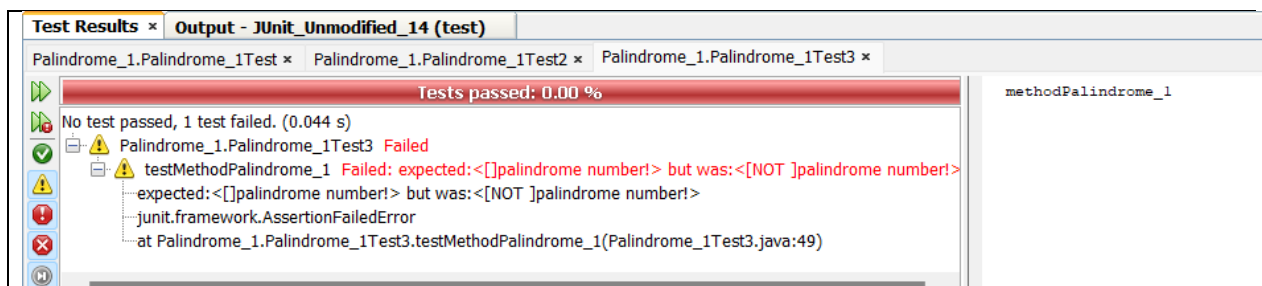 Test Results × Output - JUnit_Unmodified_14 (test)
Palindrome_1.Palindrome_1Test × Palindrome_1.Palindrome_1Test2 × Palindrome_1.Palindrome_1Test3 ×
Tests passed: 0.00 %
methodPalindrome_1
No test passed, 1 test failed. (0.044 s)
Palindrome_1.Palindrome_1Test3 Failed
testMethodPalindrome_1 Failed: expected:<[]palindrome number!> but was:<[NOT ]palindrome number!>
expected:<[]palindrome number!> but was:<[NOT ]palindrome number!>
junit.framework.AssertionFailedError
at Palindrome_1.Palindrome_1Test3.testMethodPalindrome_1(Palindrome_1Test3.java:49)